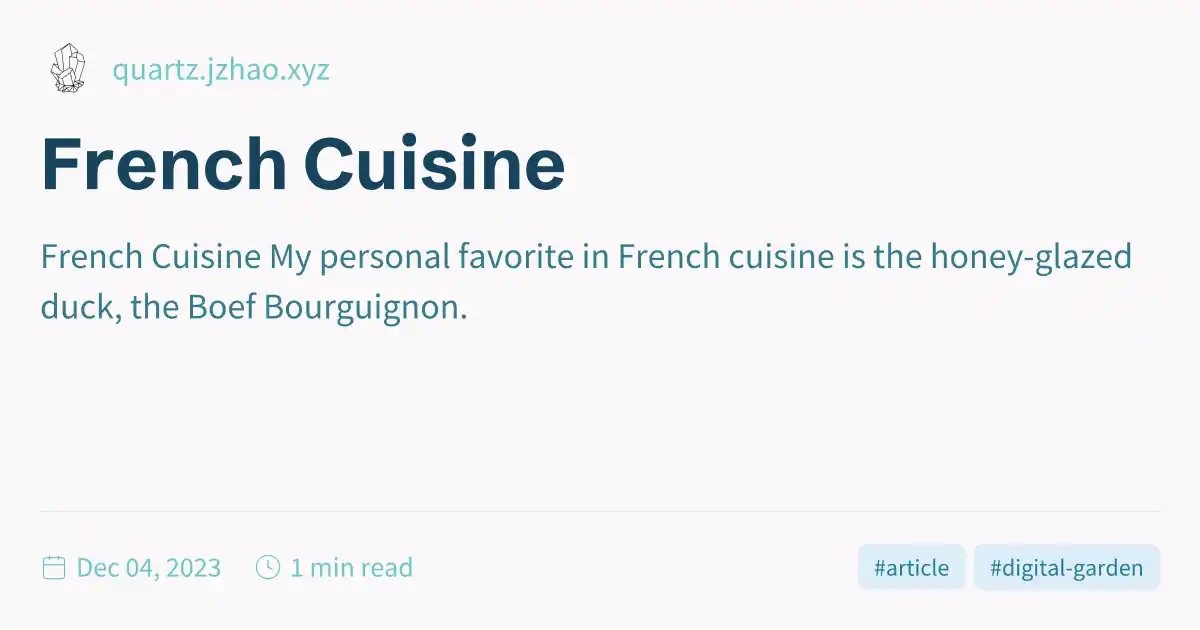 quartz.jzhao.xyz
French Cuisine
French Cuisine My personal favorite in French cuisine is the honey-glazed
duck, the Boef Bourguignon.
Dec 04, 2023 1 min read #article #digital-garden